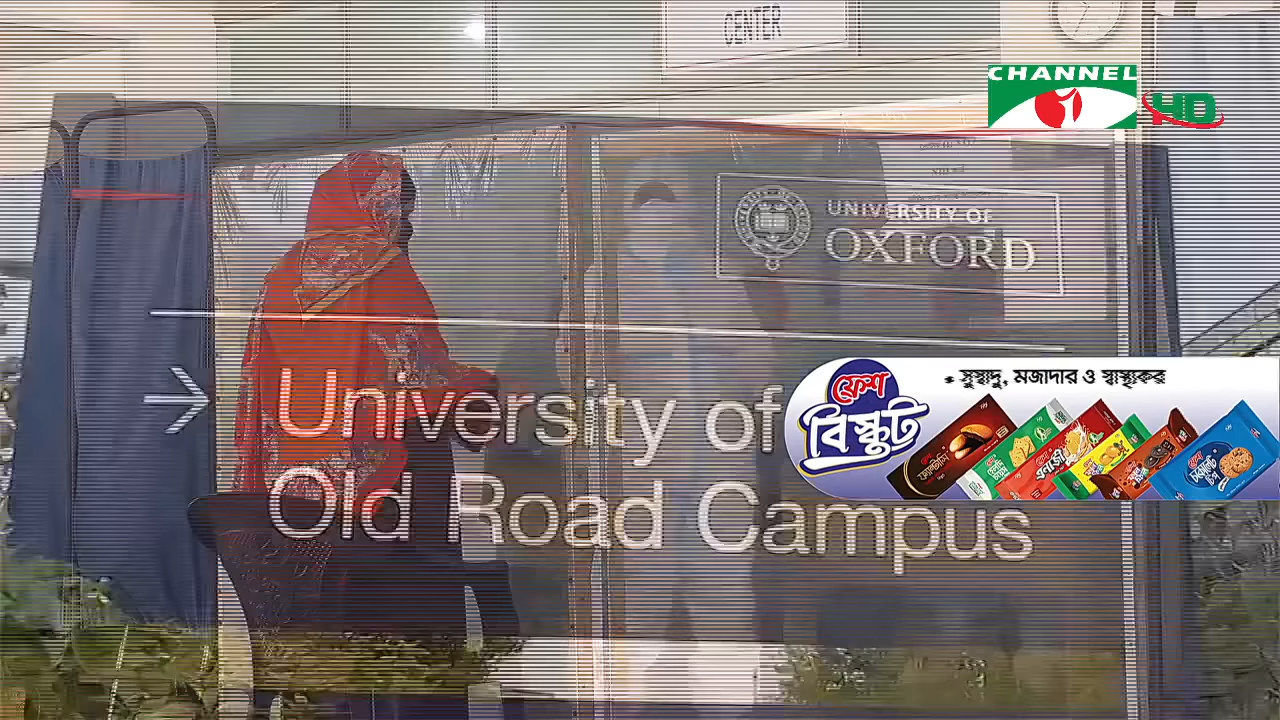 CENTER
CHANNEL
i
HD
UNIVERSITY OF
OXFORD
সুস্বাদু, মজাদার ও স্বাস্থ্যকর
ফ্রেশ
বিস্কুট
University of
Old Road Campus